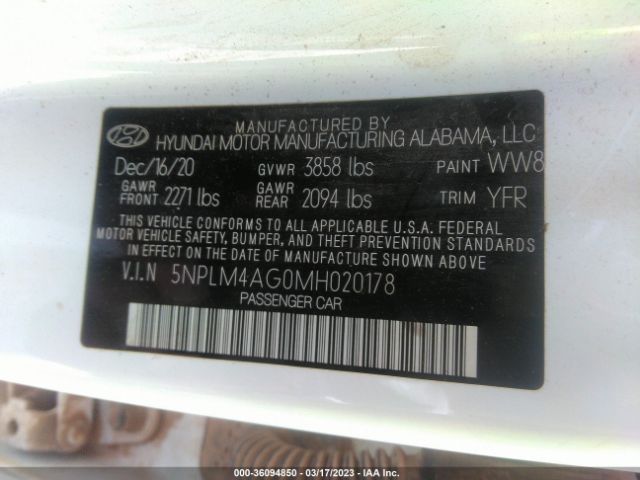 MANUFACTURED BY
HYUNDAI MOTOR MANUFACTURING ALABAMA, LLC
Dec/16/20 GVWR 3858 lbs PAINT WW8
GAWR FRONT 2271 lbs GAWR REAR 2094 lbs TRIM YFR
THIS VEHICLE CONFORMS TO ALL APPLICABLE U.S.A. FEDERAL
MOTOR VEHICLE SAFETY, BUMPER, AND THEFT PREVENTION STANDARDS
IN EFFECT ON THE DATE OF MANUFACTURE SHOWN ABOVE.
V.I.N 5NPLM4AG0MH020178
PASSENGER CAR
000-36094850 - 03/17/2023 - IAA Inc.